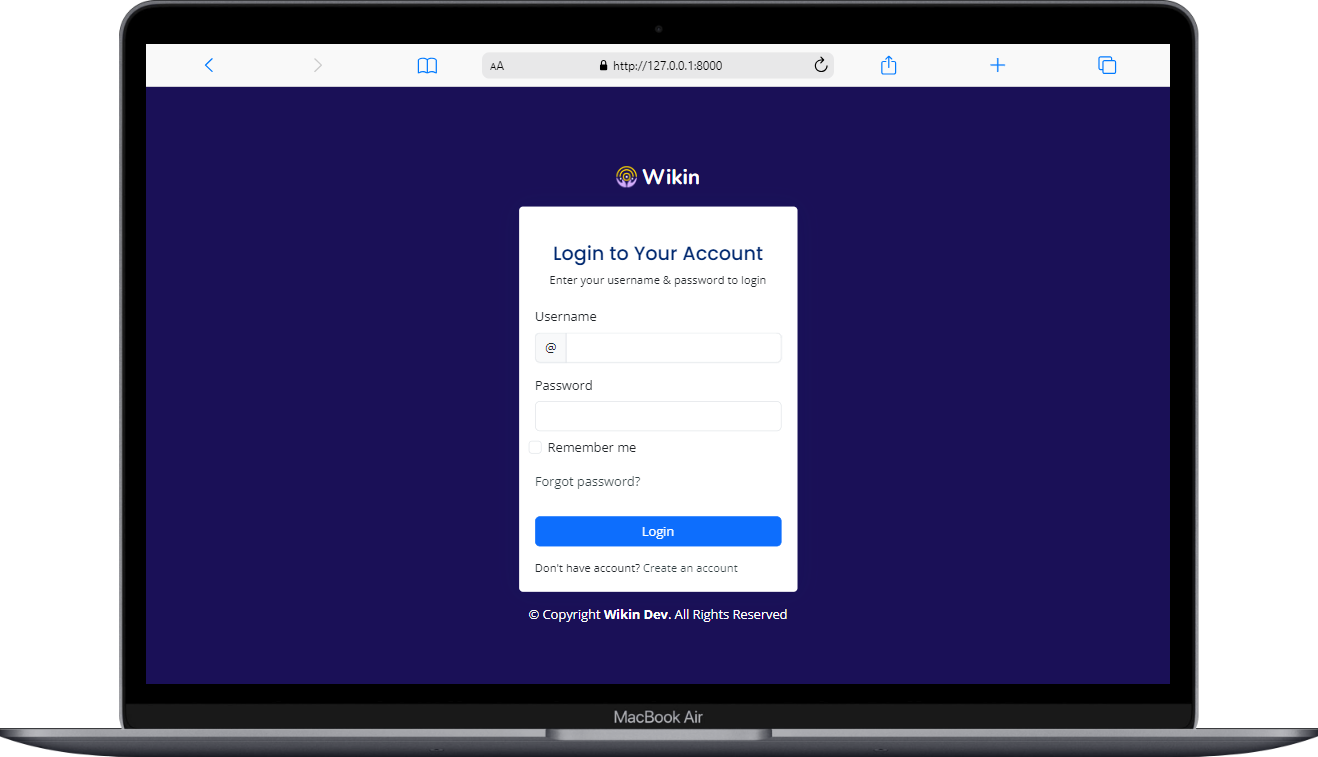 AA
http://127.0.0.1:8000
Wikin
Login to Your Account
Enter your username & password to login
Username
@
Password
Remember me
Forgot password?
Login
Don't have account? Create an account
© Copyright Wikin Dev. All Rights Reserved
MacBook Air